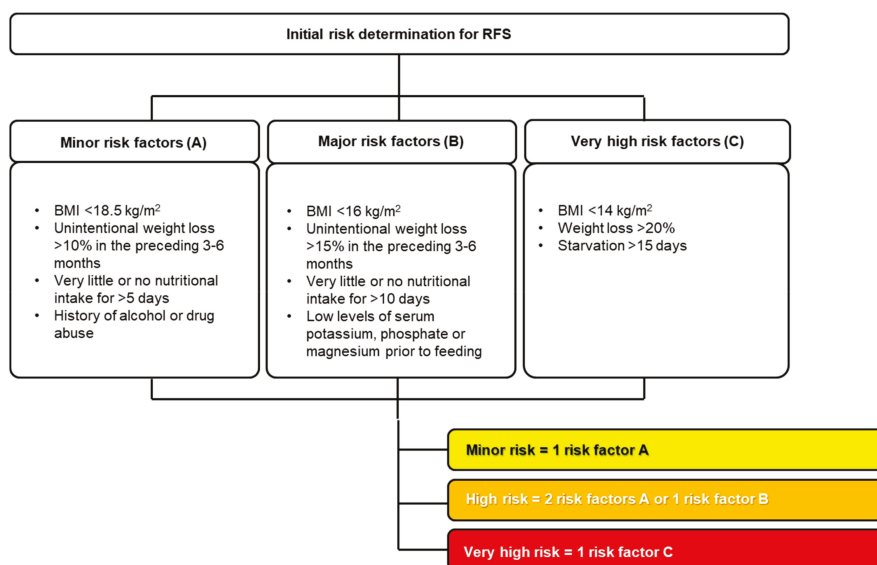 Initial risk determination for RFS
Minor risk factors (A)
• BMI <18.5 kg/m²
• Unintentional weight loss
>10% in the preceding 3-6
months
• Very little or no nutritional
intake for >5 days
• History of alcohol or drug
abuse
Major risk factors (B)
• BMI <16 kg/m²
• Unintentional weight loss
>15% in the preceding 3-6
months
• Very little or no nutritional
intake for >10 days
• Low levels of serum
potassium, phosphate or
magnesium prior to feeding
Very high risk factors (C)
• BMI <14 kg/m²
• Weight loss >20%
• Starvation >15 days
Minor risk = 1 risk factor A
High risk = 2 risk factors A or 1 risk factor B
Very high risk = 1 risk factor C